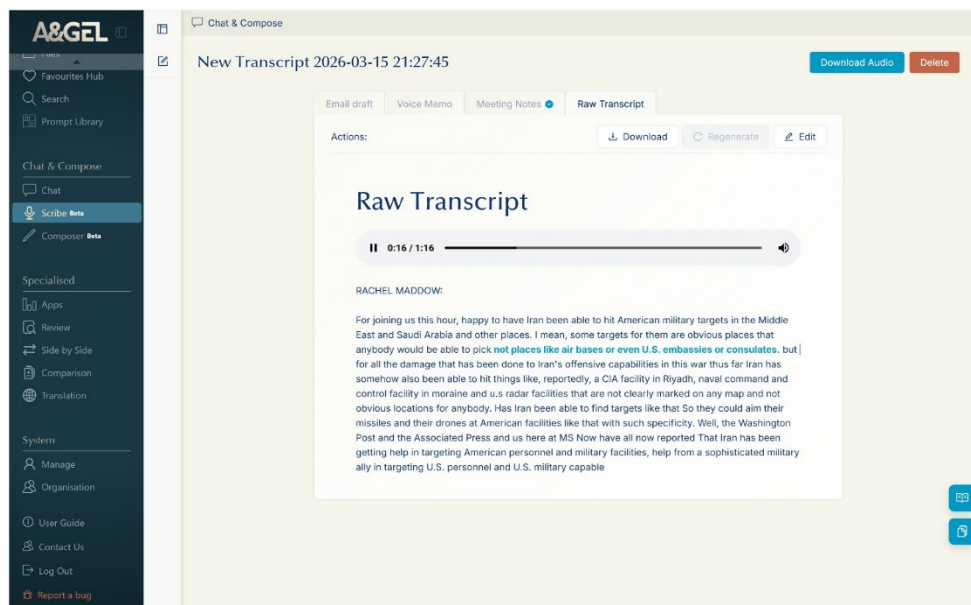 A&GEL
Files
Favourites Hub
Search
Prompt Library
Chat & Compose
Chat
Scribe Beta
Composer Beta
Specialised
Apps
Review
Side by Side
Comparison
Translation
System
Manage
Organisation
User Guide
Contact Us
Log Out
Report a bug
Chat & Compose
New Transcript 2026-03-15 21:27:45
Download Audio
Delete
Email draft
Voice Memo
Meeting Notes
Raw Transcript
Actions:
Download
Regenerate
Edit
Raw Transcript
0:16 / 1:16
RACHEL MADDOW:
For joining us this hour, happy to have Iran been able to hit American military targets in the Middle
East and Saudi Arabia and other places. I mean, some targets for them are obvious places that
anybody would be able to pick not places like air bases or even U.S. embassies or consulates. but
for all the damage that has been done to Iran's offensive capabilities in this war thus far Iran has
somehow also been able to hit things like, reportedly, a CIA facility in Riyadh, naval command and
control facility in moraine and u.s radar facilities that are not clearly marked on any map and not
obvious locations for anybody. Has Iran been able to find targets like that So they could aim their
missiles and their drones at American facilities like that with such specificity. Well, the Washington
Post and the Associated Press and us here at MS Now have all now reported That Iran has been
getting help in targeting American personnel and military facilities, help from a sophisticated military
ally in targeting U.S. personnel and U.S. military capable